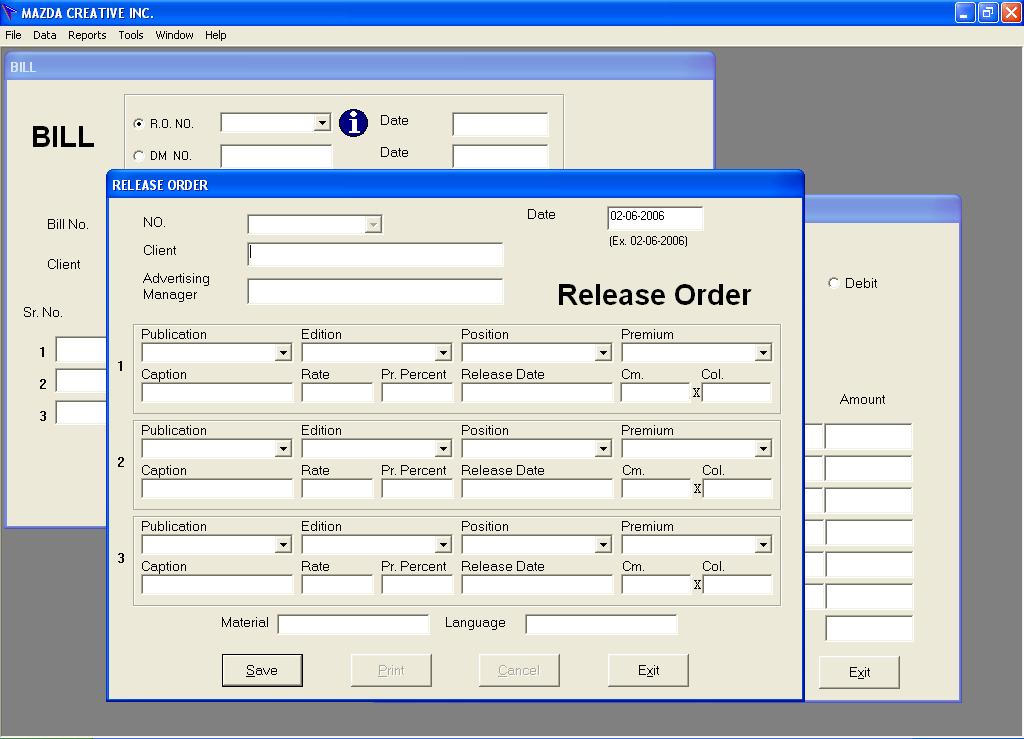 MAZDA CREATIVE INC.
File Data Reports Tools Window Help
BILL
BILL
R.O. NO. i Date
DM NO. Date
Bill No.
Client
Sr. No.
1
2
3
RELEASE ORDER
NO. Date 02-06-2006
(Ex. 02-06-2006)
Client
Advertising
Manager
Release Order
1
Publication Edition Position Premium
Caption Rate Pr. Percent Release Date Cm. X Col.
2
Publication Edition Position Premium
Caption Rate Pr. Percent Release Date Cm. X Col.
3
Publication Edition Position Premium
Caption Rate Pr. Percent Release Date Cm. X Col.
Material Language
Save Print Cancel Exit
Debit
Amount
Exit